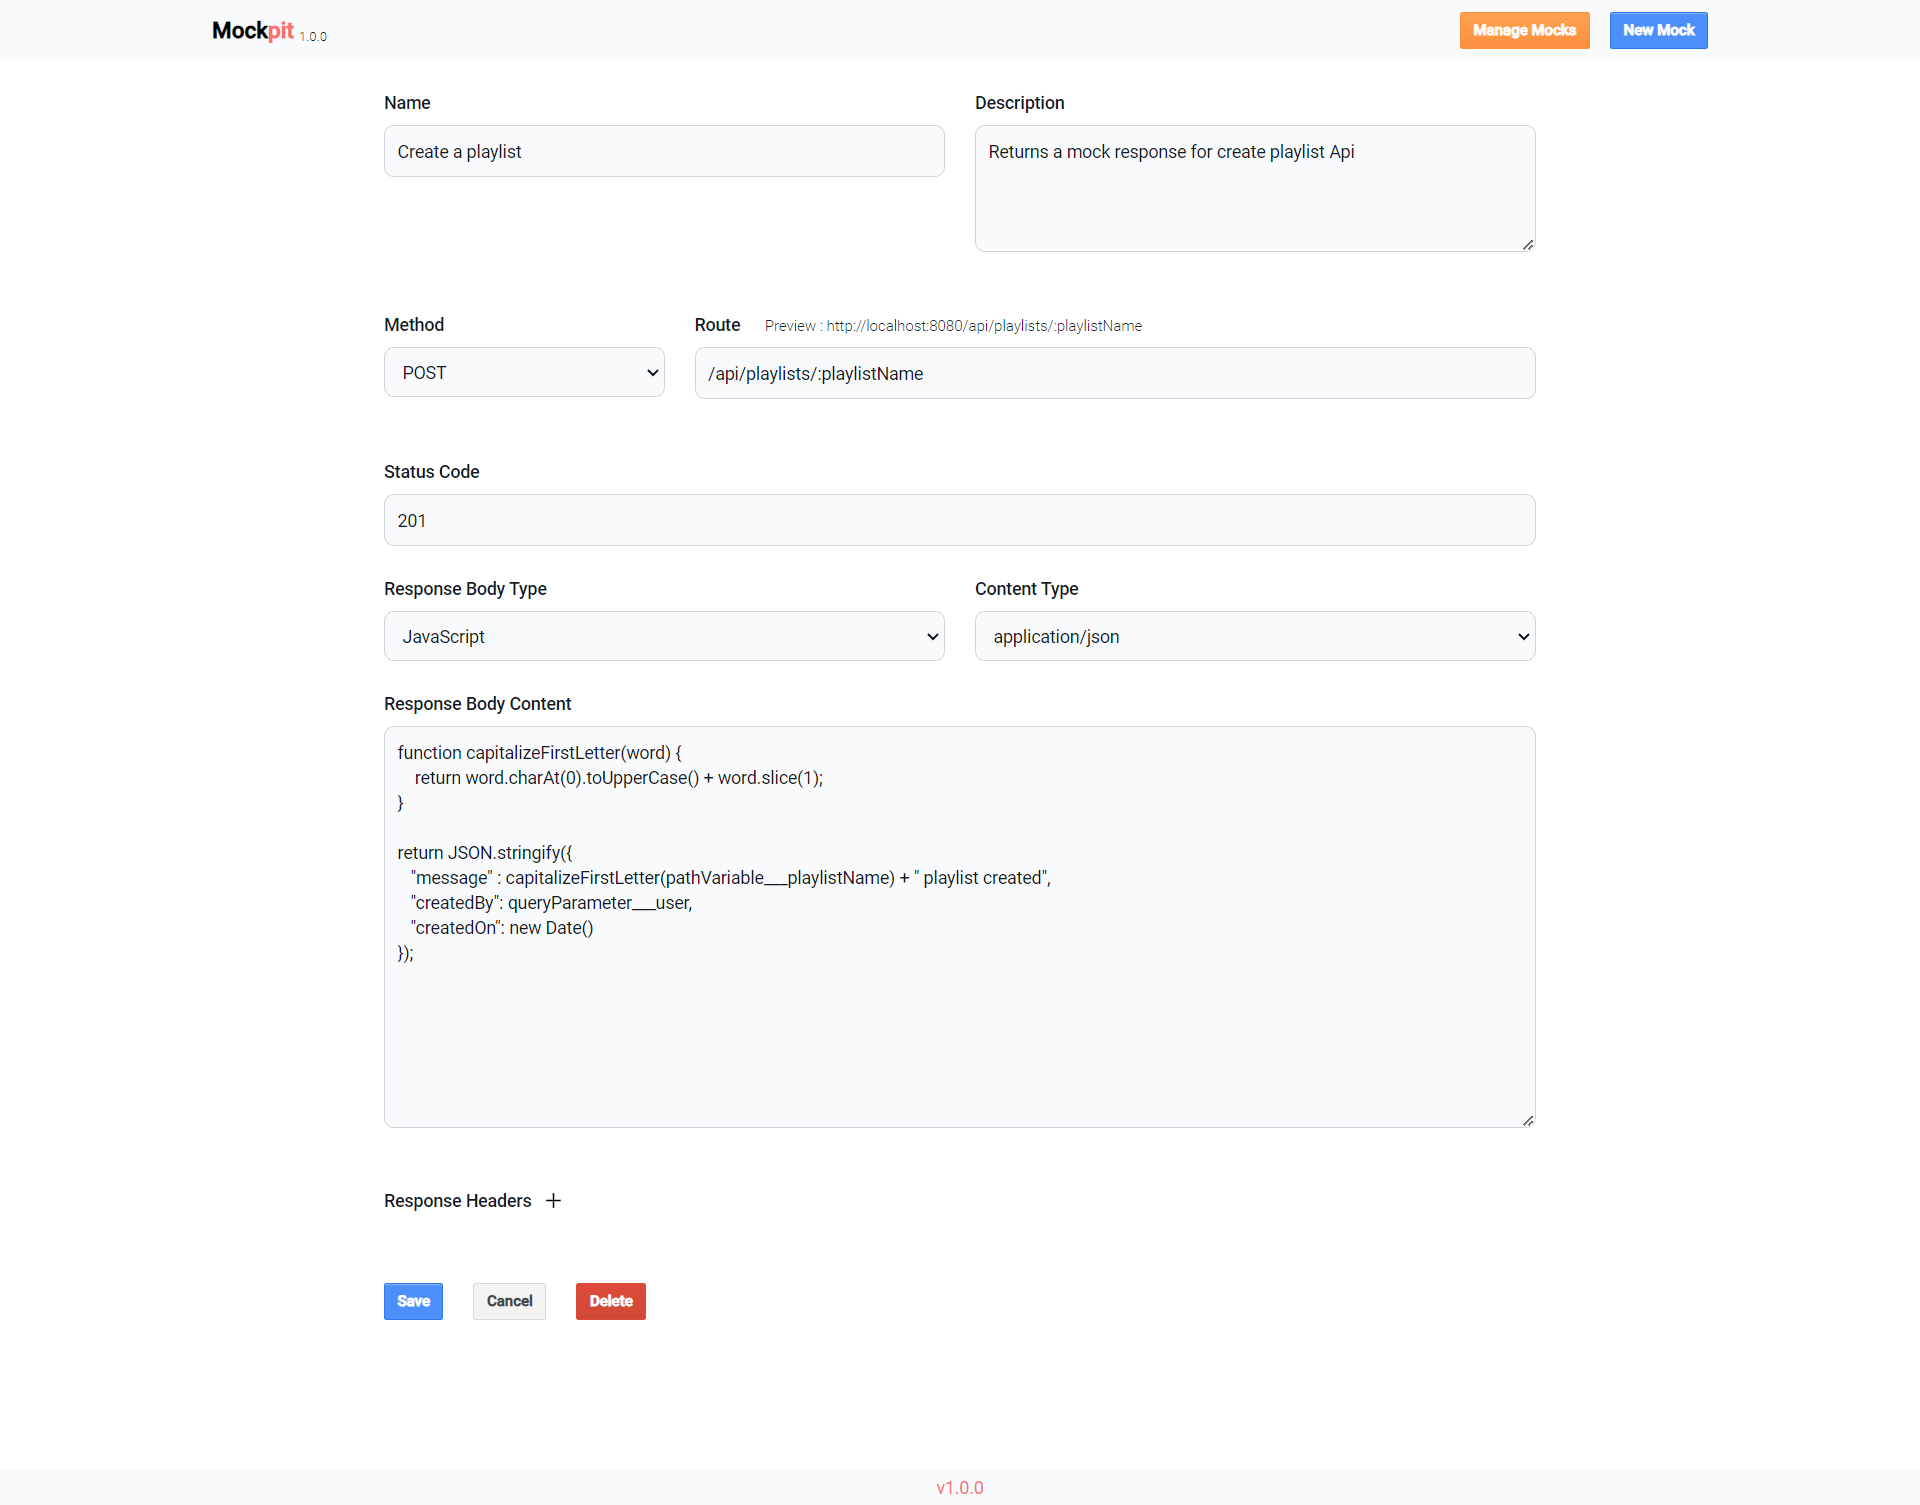 Mockpit 1.0.0
Manage Mocks
New Mock
Name
Description
Create a playlist
Returns a mock response for create playlist Api
Method
Route
Preview : http://localhost:8080/api/playlists/:playlistName
POST
/api/playlists/:playlistName
Status Code
201
Response Body Type
Content Type
JavaScript
application/json
Response Body Content
function capitalizeFirstLetter(word) {
    return word.charAt(0).toUpperCase() + word.slice(1);
}
return JSON.stringify({
   "message" : capitalizeFirstLetter(pathVariable___playlistName) + " playlist created",
   "createdBy": queryParameter___user,
   "createdOn": new Date()
});
Response Headers +
Save
Cancel
Delete
v1.0.0